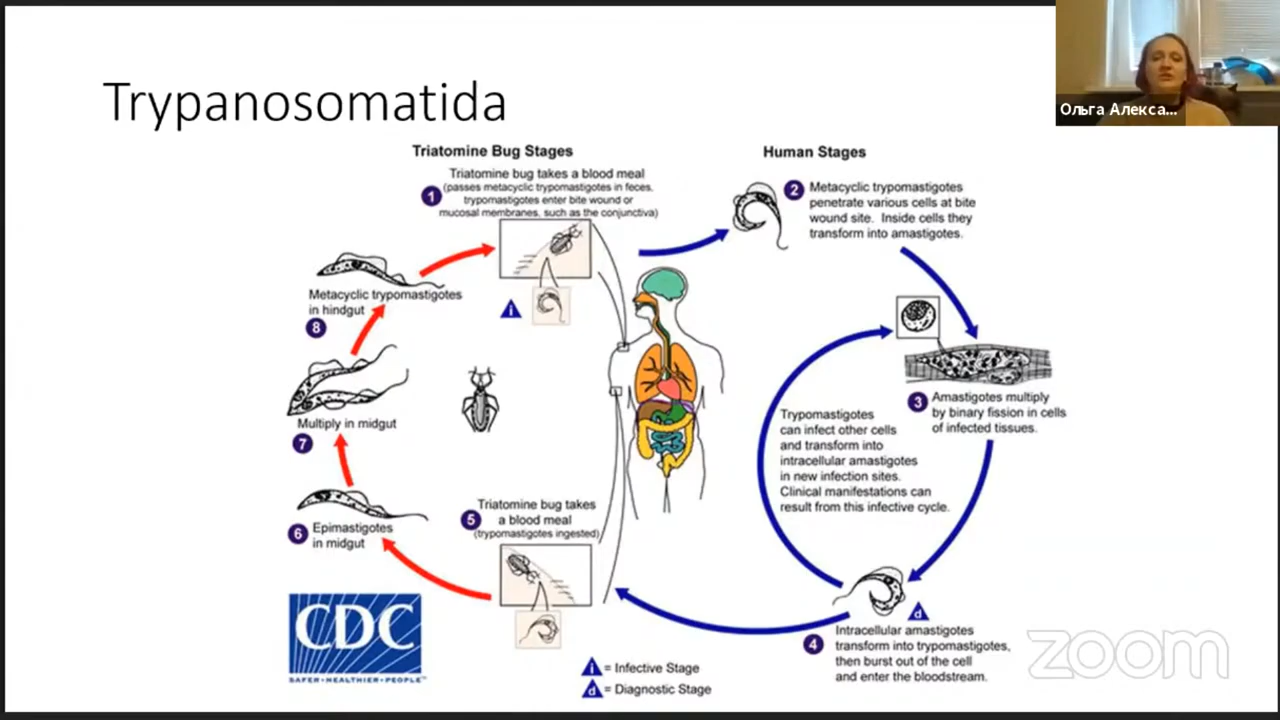 Trypanosomatida
Ольга Алекса...
Triatomine Bug Stages
Human Stages
1
Triatomine bug takes a blood meal
(passes metacyclic trypomastigotes in feces,
trypomastigotes enter bite wound or
mucosal membranes, such as the conjunctiva)
2
Metacyclic trypomastigotes
penetrate various cells at bite
wound site. Inside cells they
transform into amastigotes.
Metacyclic trypomastigotes
in hindgut
8
i
3
Amastigotes multiply
by binary fission in cells
of infected tissues.
Trypomastigotes
can infect other cells
and transform into
intracellular amastigotes
in new infection sites.
Clinical manifestations can
result from this infective cycle.
Multiply in midgut
7
5
Triatomine bug takes
a blood meal
(trypomastigotes ingested)
6
Epimastigotes
in midgut
d
4
Intracellular amastigotes
transform into trypomastigotes,
then burst out of the cell
and enter the bloodstream.
CDC
SAFER•HEALTHIER•PEOPLE™
i = Infective Stage
d = Diagnostic Stage
zoom